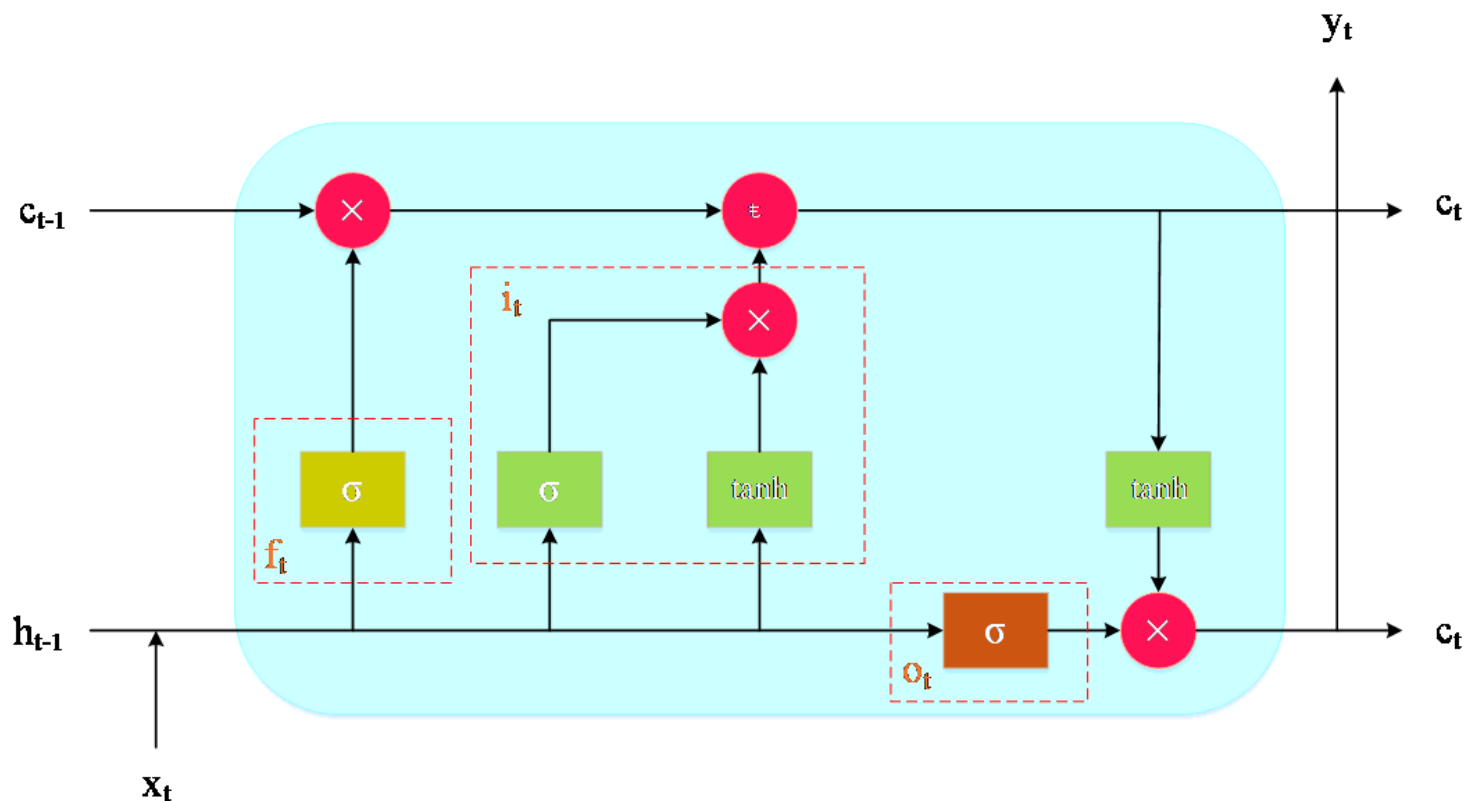 yₜ
cₜ₋₁ × t cₜ
iₜ ×
σ σ tanh tanh
fₜ
hₜ₋₁ σ × cₜ
oₜ
xₜ